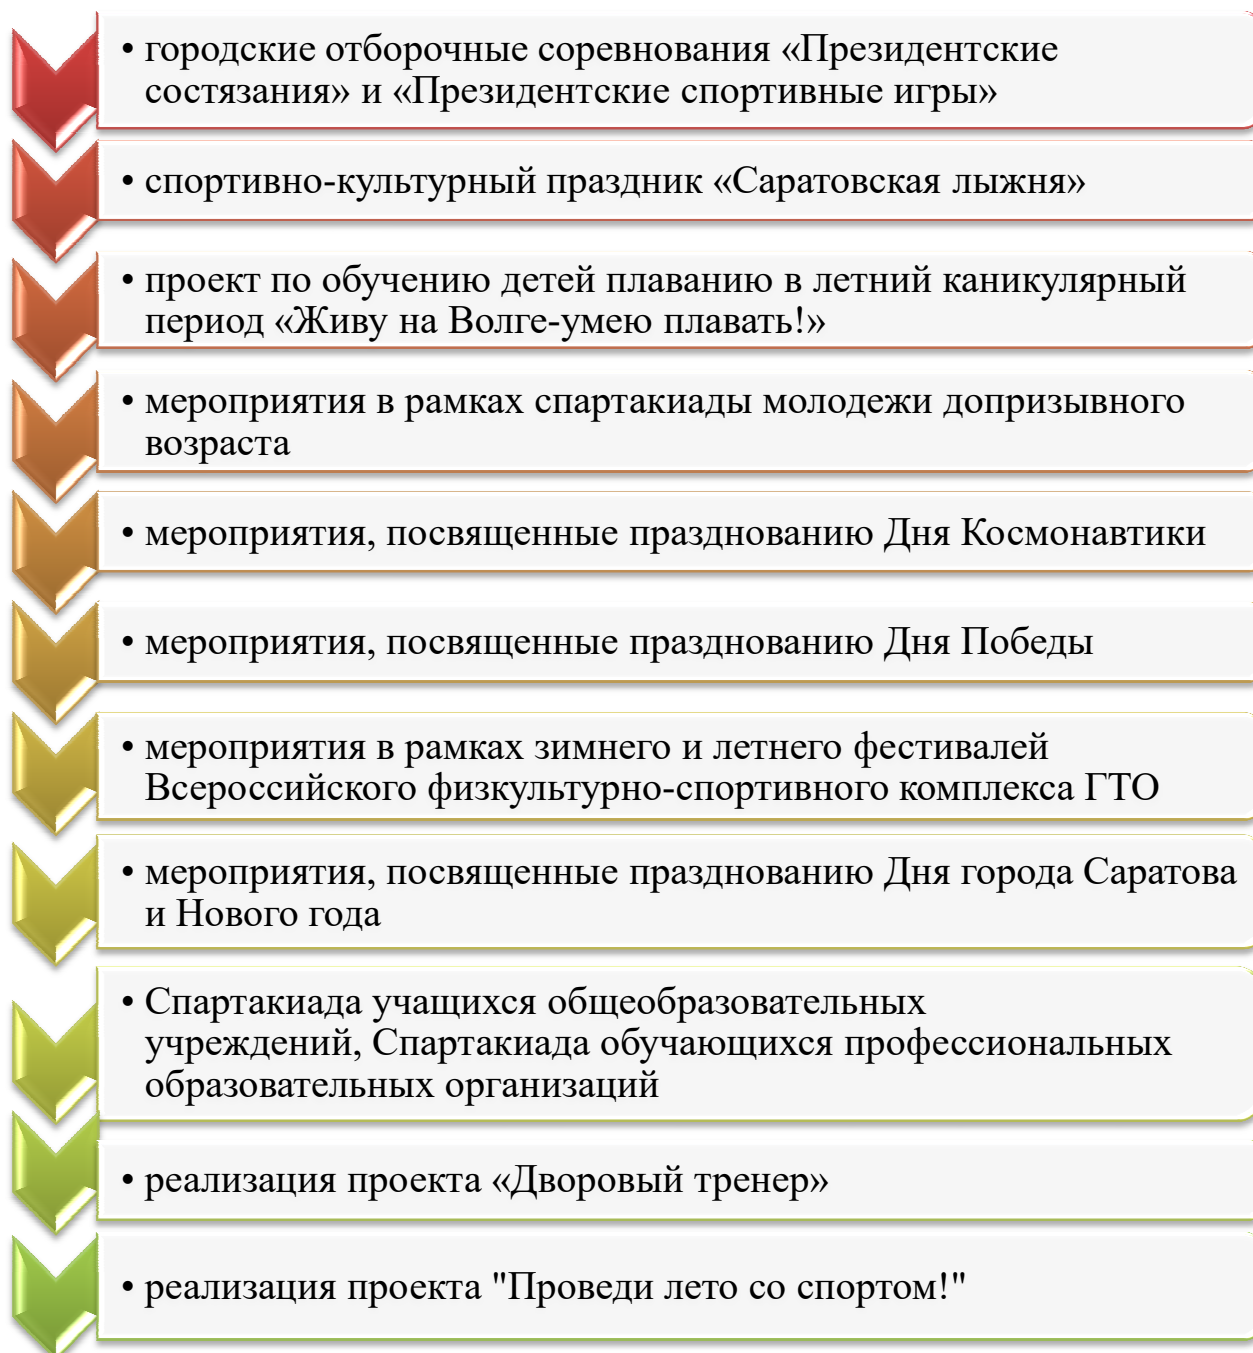 • городские отборочные соревнования «Президентские
состязания» и «Президентские спортивные игры»
• спортивно-культурный праздник «Саратовская лыжня»
• проект по обучению детей плаванию в летний каникулярный
период «Живу на Волге-умею плавать!»
• мероприятия в рамках спартакиады молодежи допризывного
возраста
• мероприятия, посвященные празднованию Дня Космонавтики
• мероприятия, посвященные празднованию Дня Победы
• мероприятия в рамках зимнего и летнего фестивалей
Всероссийского физкультурно-спортивного комплекса ГТО
• мероприятия, посвященные празднованию Дня города Саратова
и Нового года
• Спартакиада учащихся общеобразовательных
учреждений, Спартакиада обучающихся профессиональных
образовательных организаций
• реализация проекта «Дворовый тренер»
• реализация проекта "Проведи лето со спортом!"